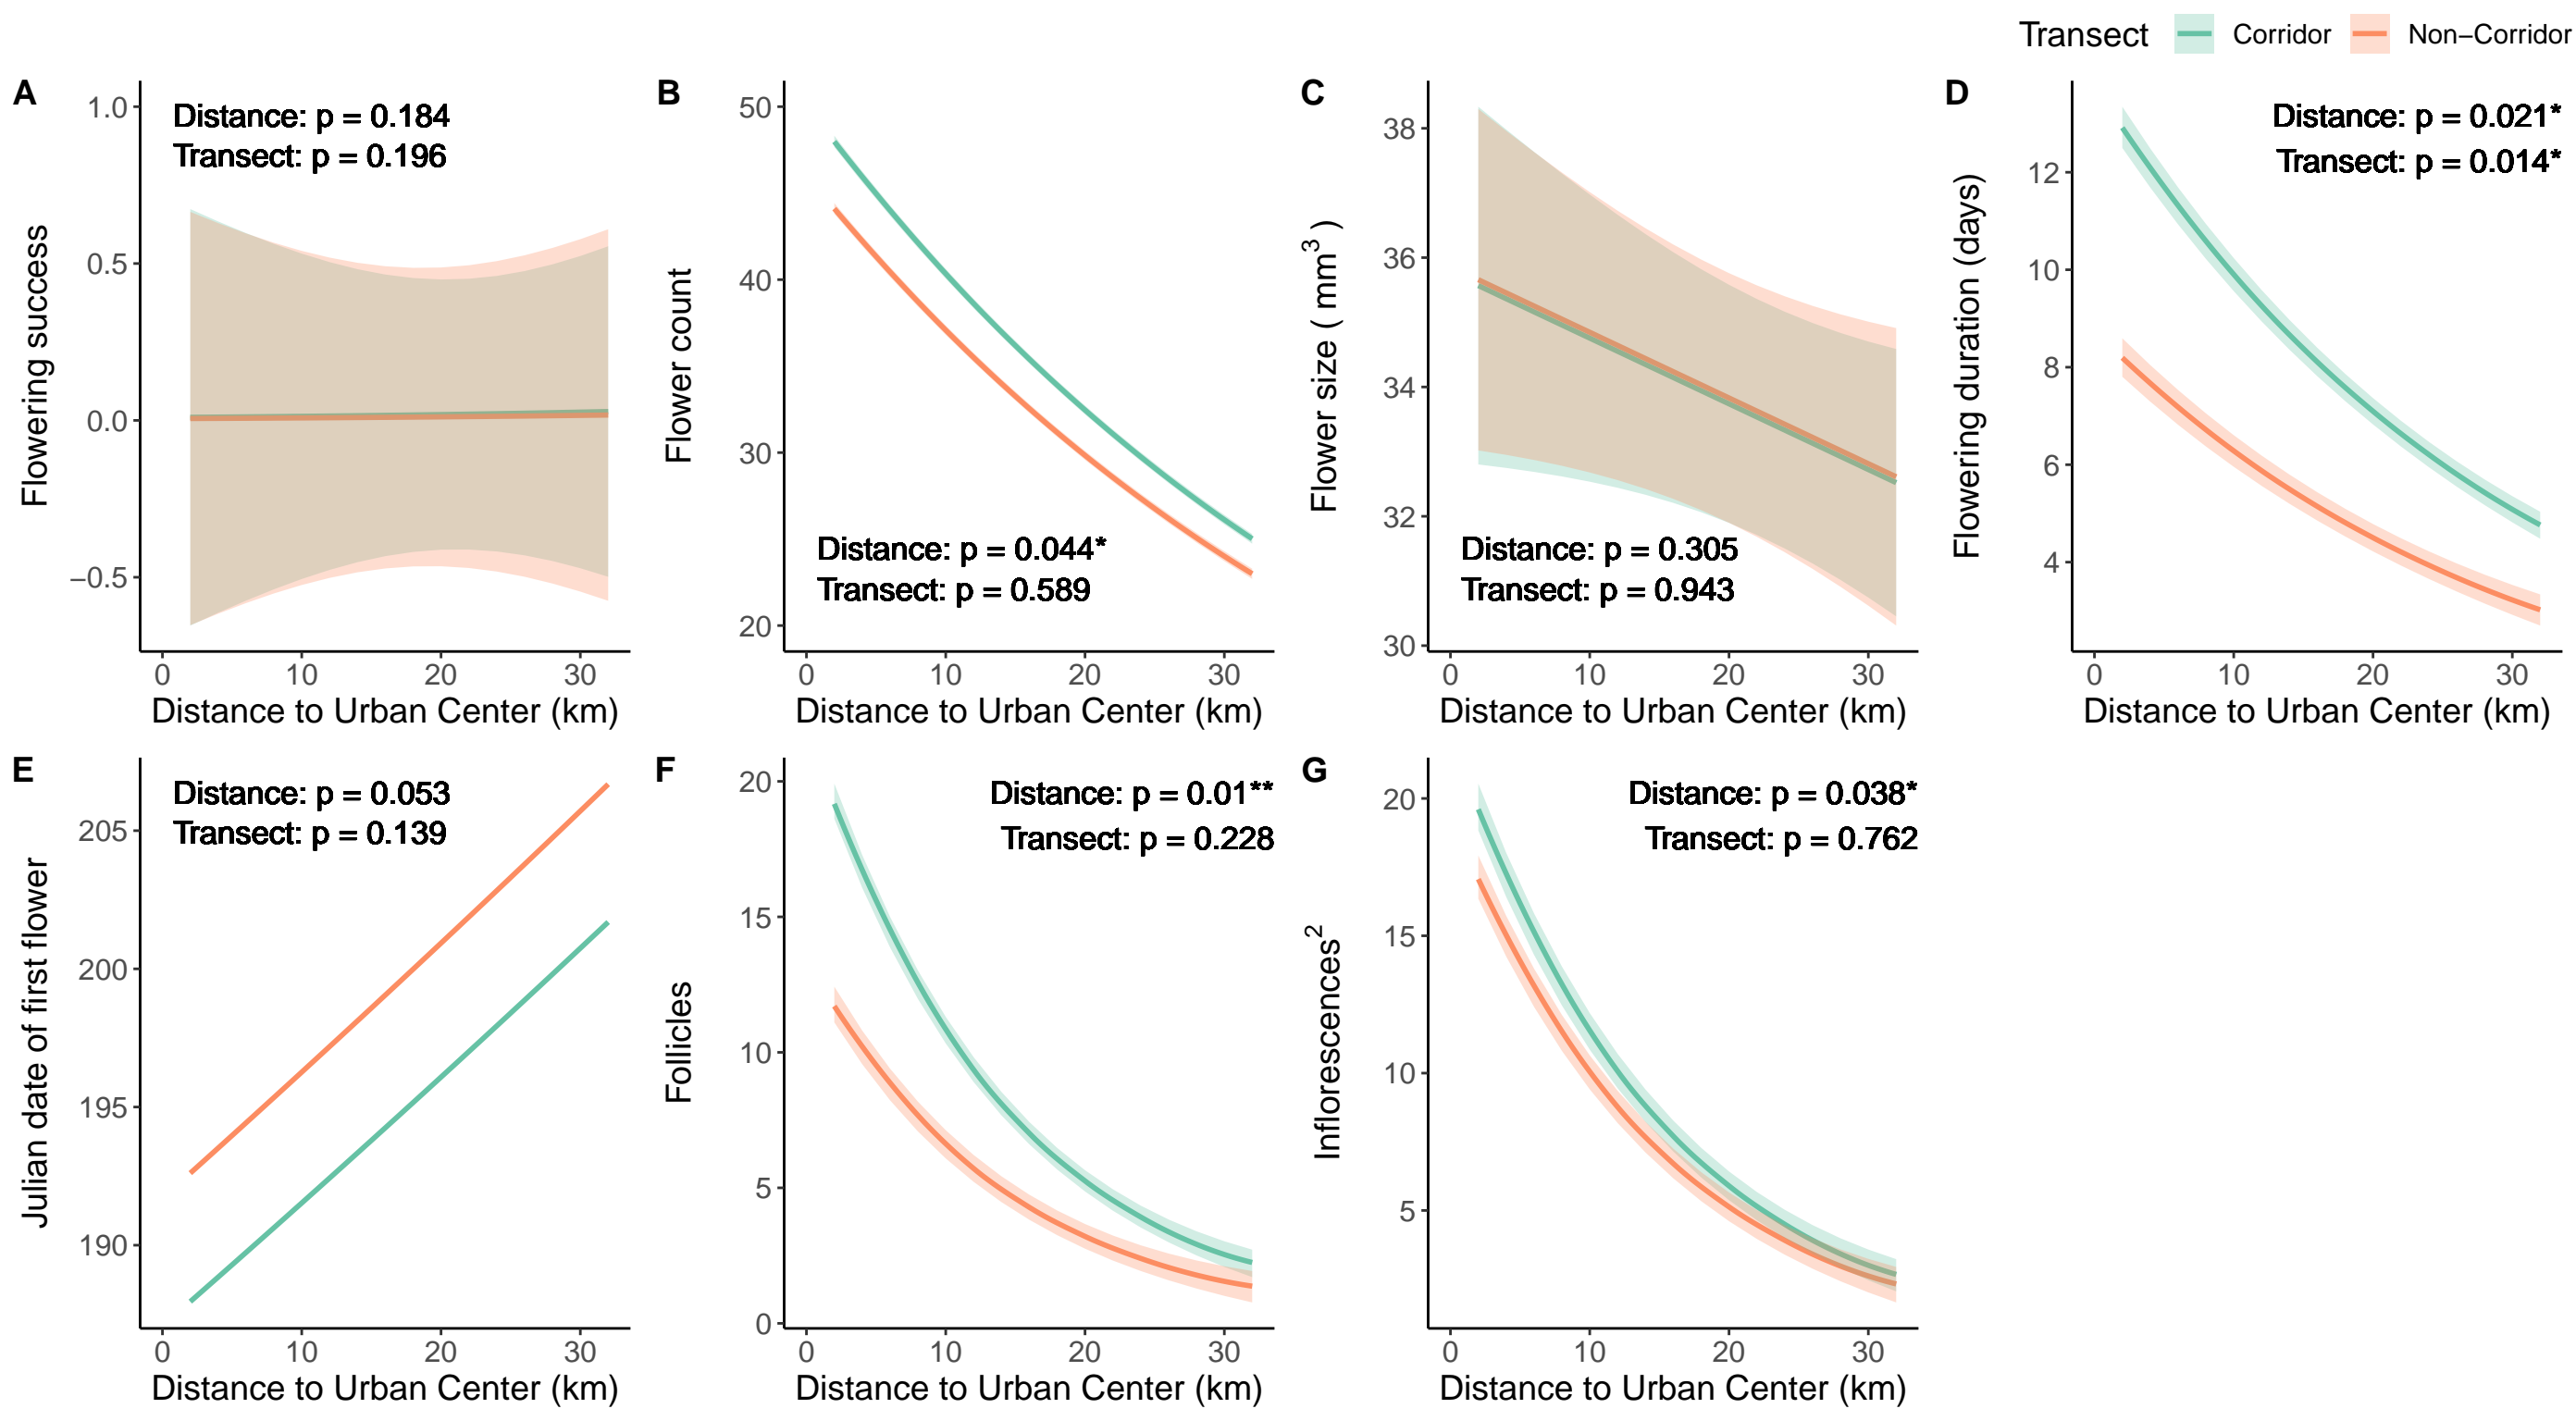 Transect Corridor Non−Corridor
A
Distance: p = 0.184
Transect: p = 0.196
Flowering success
1.0
0.5
0.0
−0.5
0 10 20 30
Distance to Urban Center (km)
B
Flower count
50
40
30
20
Distance: p = 0.044*
Transect: p = 0.589
0 10 20 30
Distance to Urban Center (km)
C
Flower size ( mm3 )
38
36
34
32
30
Distance: p = 0.305
Transect: p = 0.943
0 10 20 30
Distance to Urban Center (km)
D
Distance: p = 0.021*
Transect: p = 0.014*
Flowering duration (days)
12
10
8
6
4
0 10 20 30
Distance to Urban Center (km)
E
Distance: p = 0.053
Transect: p = 0.139
Julian date of first flower
205
200
195
190
0 10 20 30
Distance to Urban Center (km)
F
Distance: p = 0.01**
Transect: p = 0.228
Follicles
20
15
10
5
0
0 10 20 30
Distance to Urban Center (km)
G
Distance: p = 0.038*
Transect: p = 0.762
Inflorescences2
20
15
10
5
0 10 20 30
Distance to Urban Center (km)